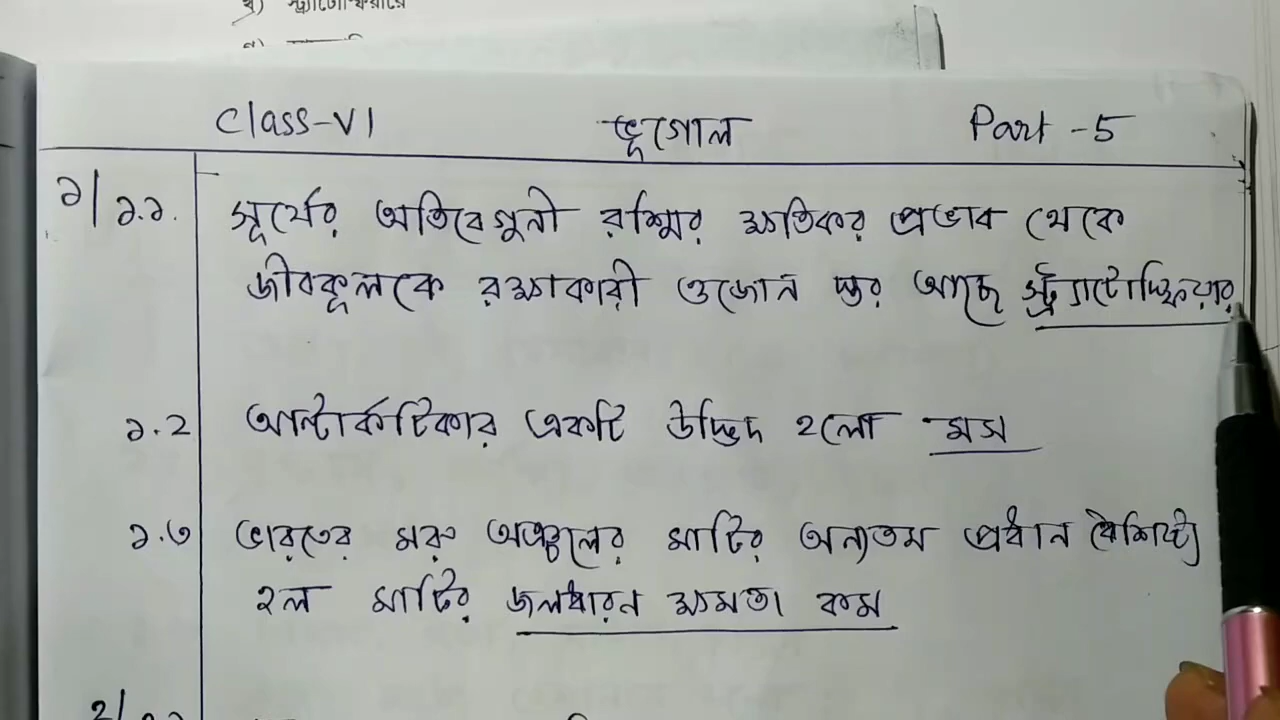 খ) স্ট্র্যাটোস্ফিয়ারে
Class-VI ভূগোল Part -5
১| ১.১. সূর্যের অতিবেগুনী রশ্মির ক্ষতিকর প্রভাব থেকে
জীবকূলকে রক্ষাকারী ওজোন স্তর আছে স্ট্র্যাটোস্ফিয়ার
১.২ আন্টার্কটিকার একটি উদ্ভিদ হলো মস
১.৩ ভারতের মরু অঞ্চলের মাটির অন্যতম প্রধান বৈশিষ্ট্য
হল মাটির জলধারন ক্ষমতা কম
২|